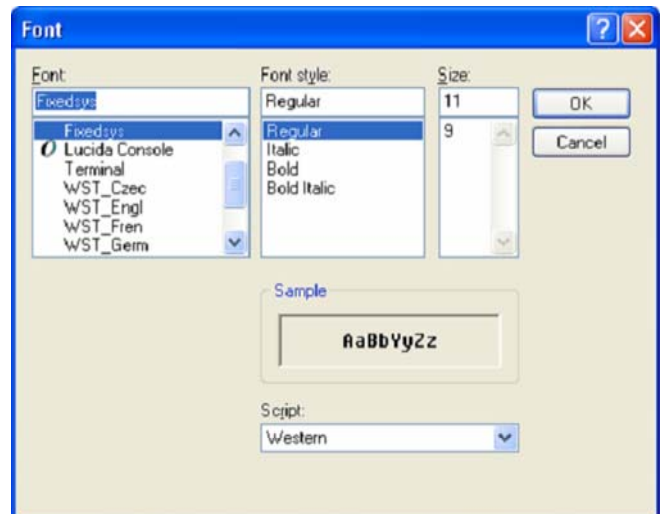 Font
Font: Font style: Size:
Fixedsys Regular 11 OK
Fixedsys Regular 9 Cancel
Lucida Console Italic
Terminal Bold
WST_Czec Bold Italic
WST_Engl
WST_Fren
WST_Germ
Sample
AaBbYyZz
Script:
Western